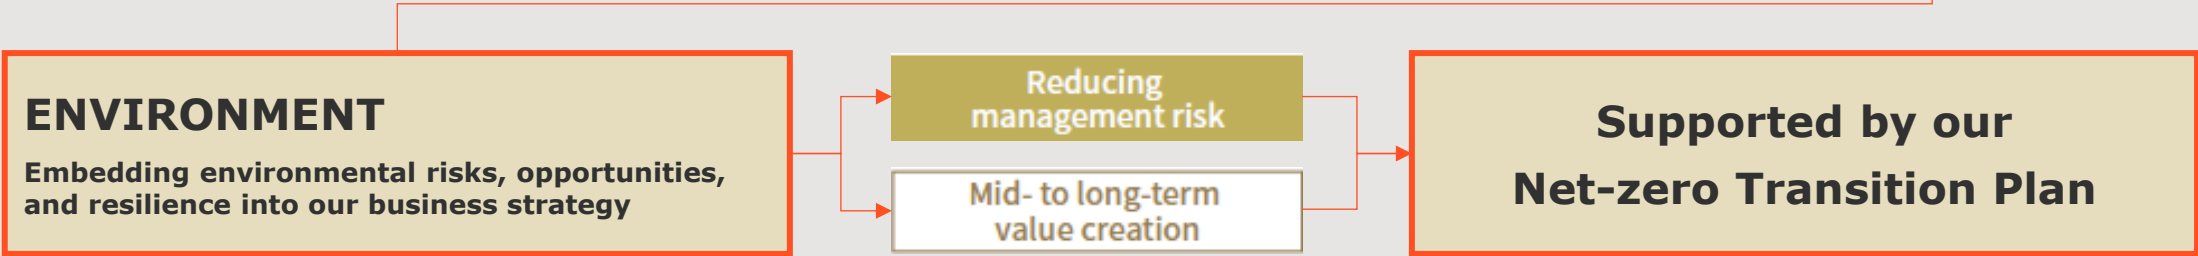 ENVIRONMENT
Embedding environmental risks, opportunities,
and resilience into our business strategy
Reducing
management risk
Mid- to long-term
value creation
Supported by our
Net-zero Transition Plan